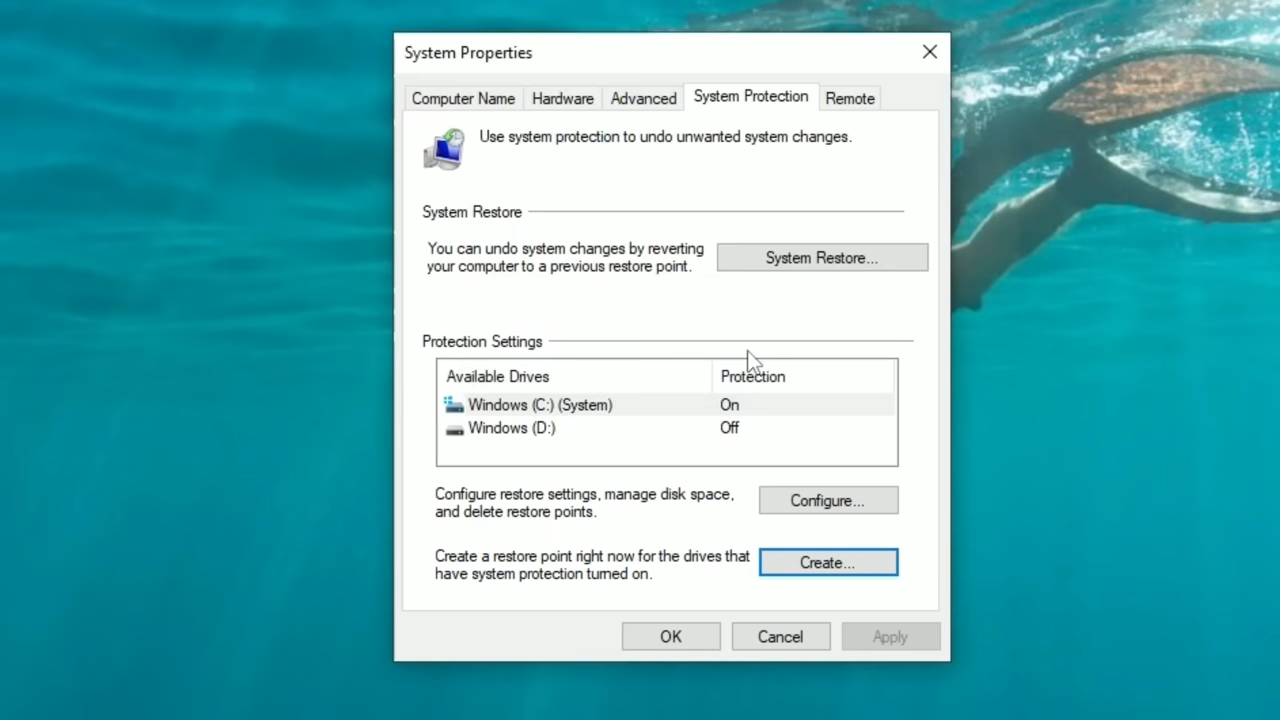 System Properties
Computer Name Hardware Advanced System Protection Remote
Use system protection to undo unwanted system changes.
System Restore
You can undo system changes by reverting
your computer to a previous restore point.
System Restore...
Protection Settings
Available Drives Protection
Windows (C:) (System) On
Windows (D:) Off
Configure restore settings, manage disk space,
and delete restore points.
Configure...
Create a restore point right now for the drives that
have system protection turned on.
Create...
OK Cancel Apply